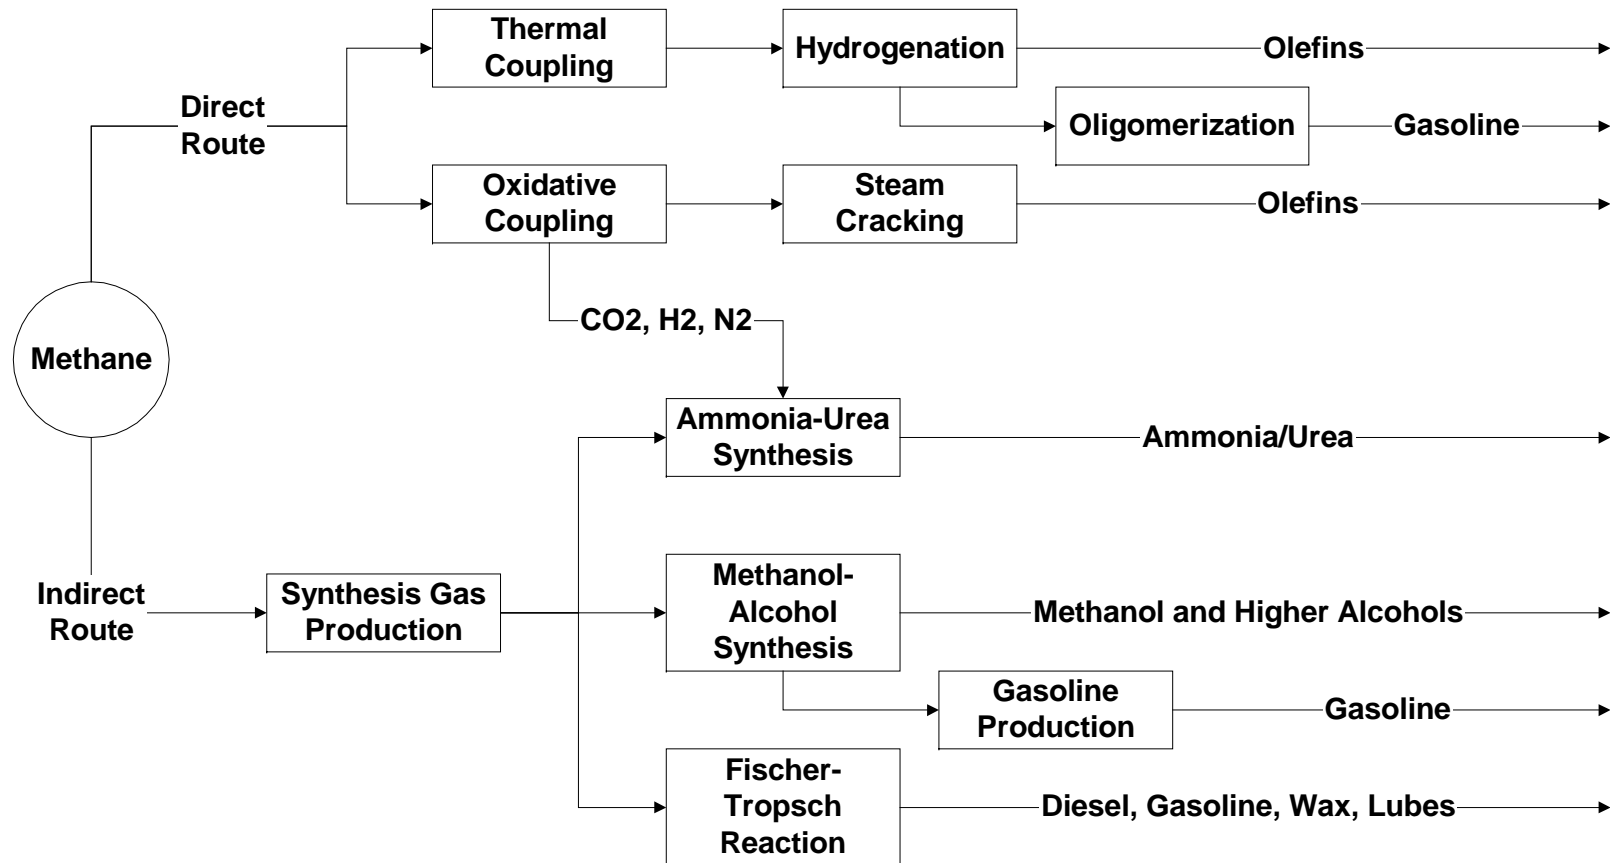 Thermal
Coupling
Hydrogenation
Olefins
Direct
Route
Oligomerization
Gasoline
Oxidative
Coupling
Steam
Cracking
Olefins
CO2, H2, N2
Methane
Ammonia-Urea
Synthesis
Ammonia/Urea
Indirect
Route
Synthesis Gas
Production
Methanol-
Alcohol
Synthesis
Methanol and Higher Alcohols
Gasoline
Production
Gasoline
Fischer-
Tropsch
Reaction
Diesel, Gasoline, Wax, Lubes